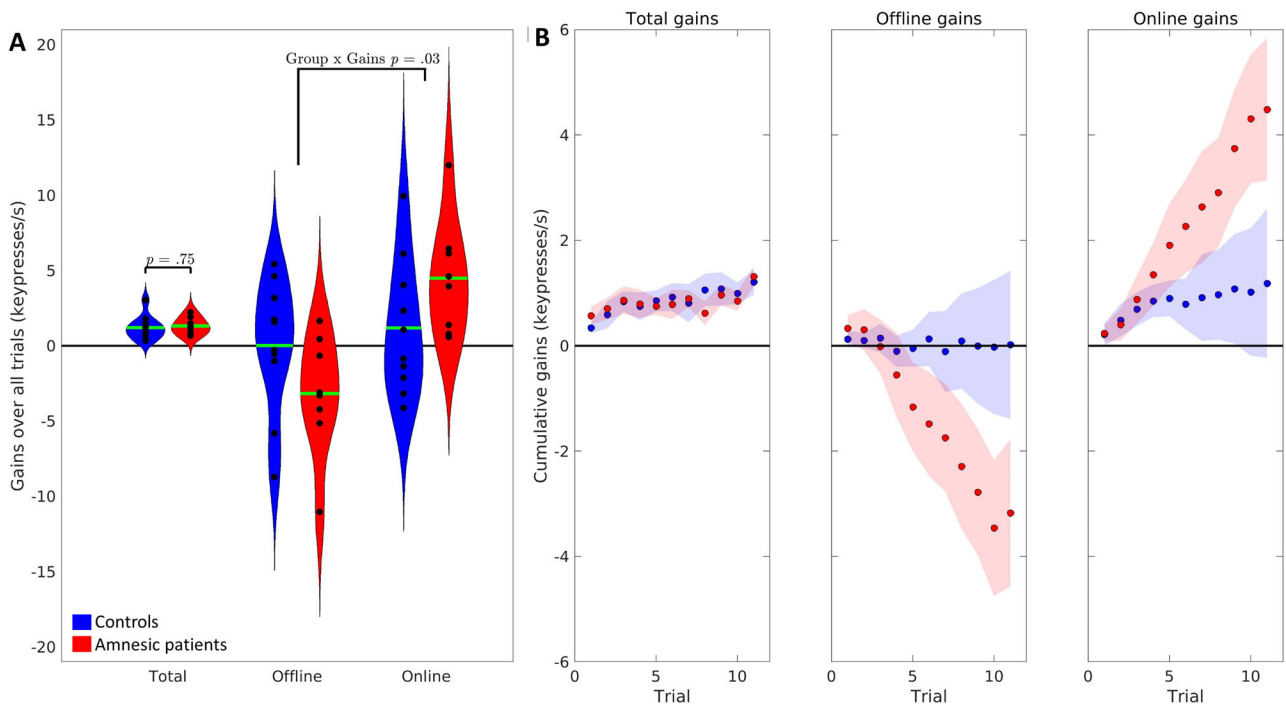 A
Gains over all trials (keypresses/s)
20
15
10
5
0
-5
-10
-15
-20
Group x Gains p = .03
p = .75
Controls
Amnesic patients
Total
Offline
Online
B
Cumulative gains (keypresses/s)
Total gains
Offline gains
Online gains
6
4
2
0
-2
-4
-6
0
5
10
Trial
0
5
10
Trial
0
5
10
Trial